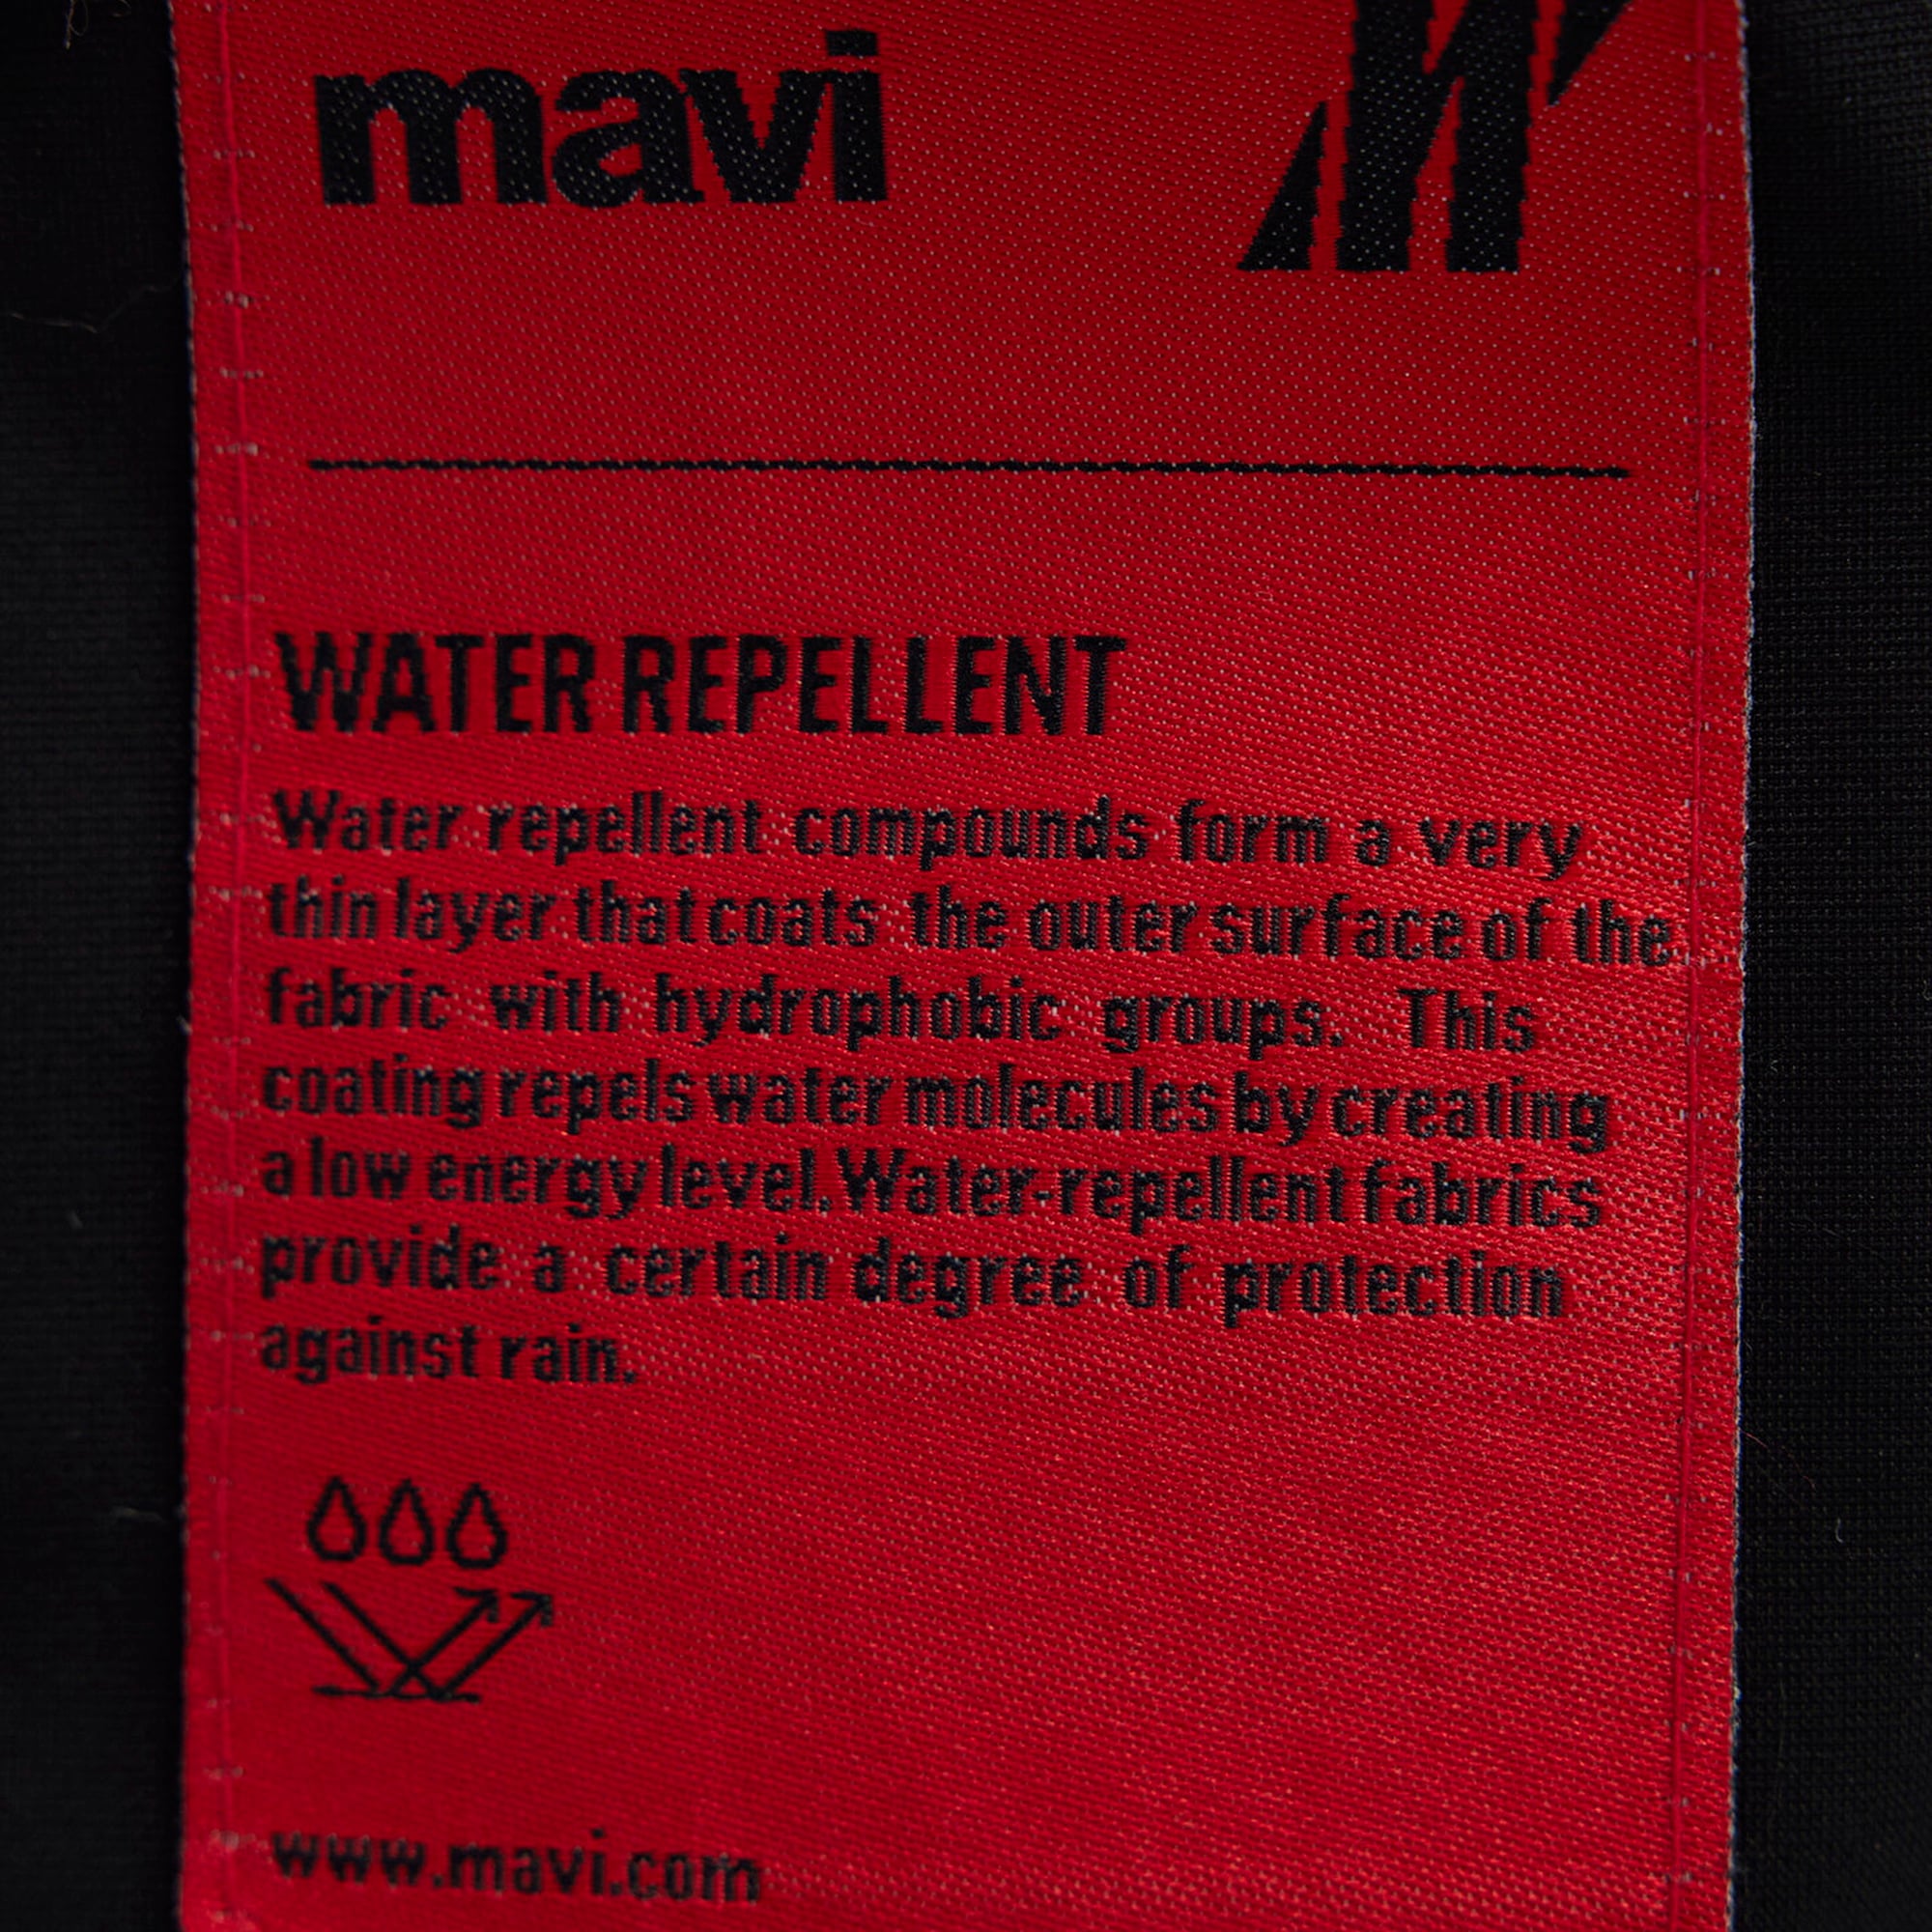 mavi
WATER REPELLENT
Water repellent compounds form a very
thin layer that coats the outer surface of the
fabric with hydrophobic groups. This
coating repels water molecules by creating
a low energy level. Water-repellent fabrics
provide a certain degree of protection
against rain.
www.mavi.com